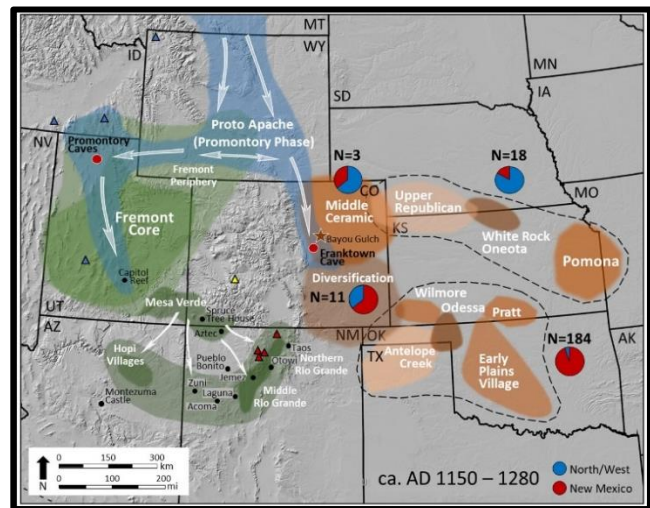 MT
ID
WY
MN
IA
SD
Proto Apache
(Promontory Phase)
NV
Promontory
Caves
N=3
N=18
Fremont
Periphery
CO
MO
Middle
Ceramic
Upper
Republican
KS
Fremont
Core
Bayou Gulch
White Rock
Oneota
Franktown
Cave
Pomona
Capitol
Reef
Diversification
N=11
Wilmore
Odessa
Pratt
UT
Mesa Verde
AZ
Spruce
Tree House
Aztec
NM
OK
TX
N=184
AK
Taos
Hopi
Villages
Pueblo
Bonito
Otowi
Northern
Rio Grande
Antelope
Creek
Early
Plains
Village
Jemez
Zuni
Middle
Rio Grande
Montezuma
Castle
Laguna
Acoma
0 100 200 300
km
0 100 200
mi
N
ca. AD 1150 – 1280
North/West
New Mexico